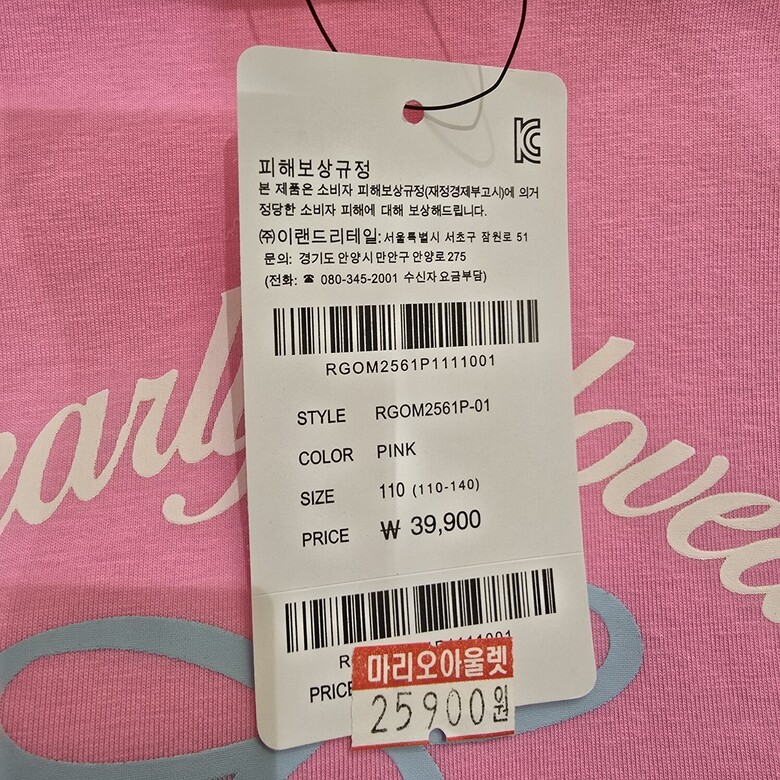 피해보상규정
본 제품은 소비자 피해보상규정(재정경제부고시)에 의거
정당한 소비자 피해에 대해 보상해드립니다.
㈜이랜드리테일: 서울특별시 서초구 잠원로 51
문의: 경기도 안양시 만안구 안양로 275
(전화: ☎ 080-345-2001 수신자 요금부담)
RGOM2561P1111001
STYLE RGOM2561P-01
COLOR PINK
SIZE 110 (110-140)
PRICE ₩ 39,900
PRICE
마리오아울렛
25900원
early loved